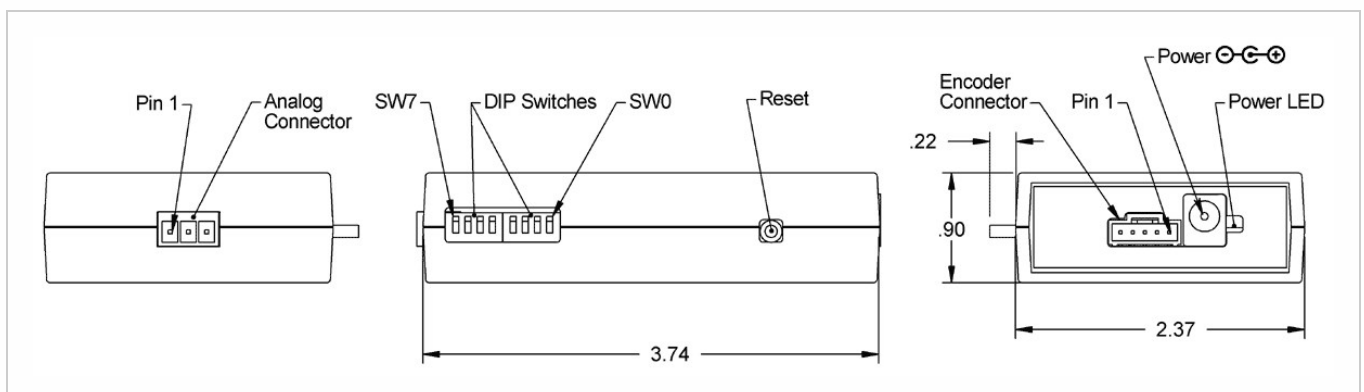 Pin 1
Analog
Connector
SW7
DIP Switches
SW0
Reset
Encoder
Connector
Pin 1
Power
Power LED
.22
.90
3.74
2.37